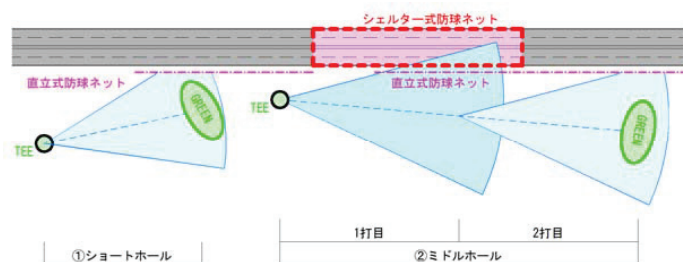 シェルター式防球ネット
直立式防球ネット
直立式防球ネット
TEE
GREEN
TEE
GREEN
1打目
2打目
①ショートホール
②ミドルホール